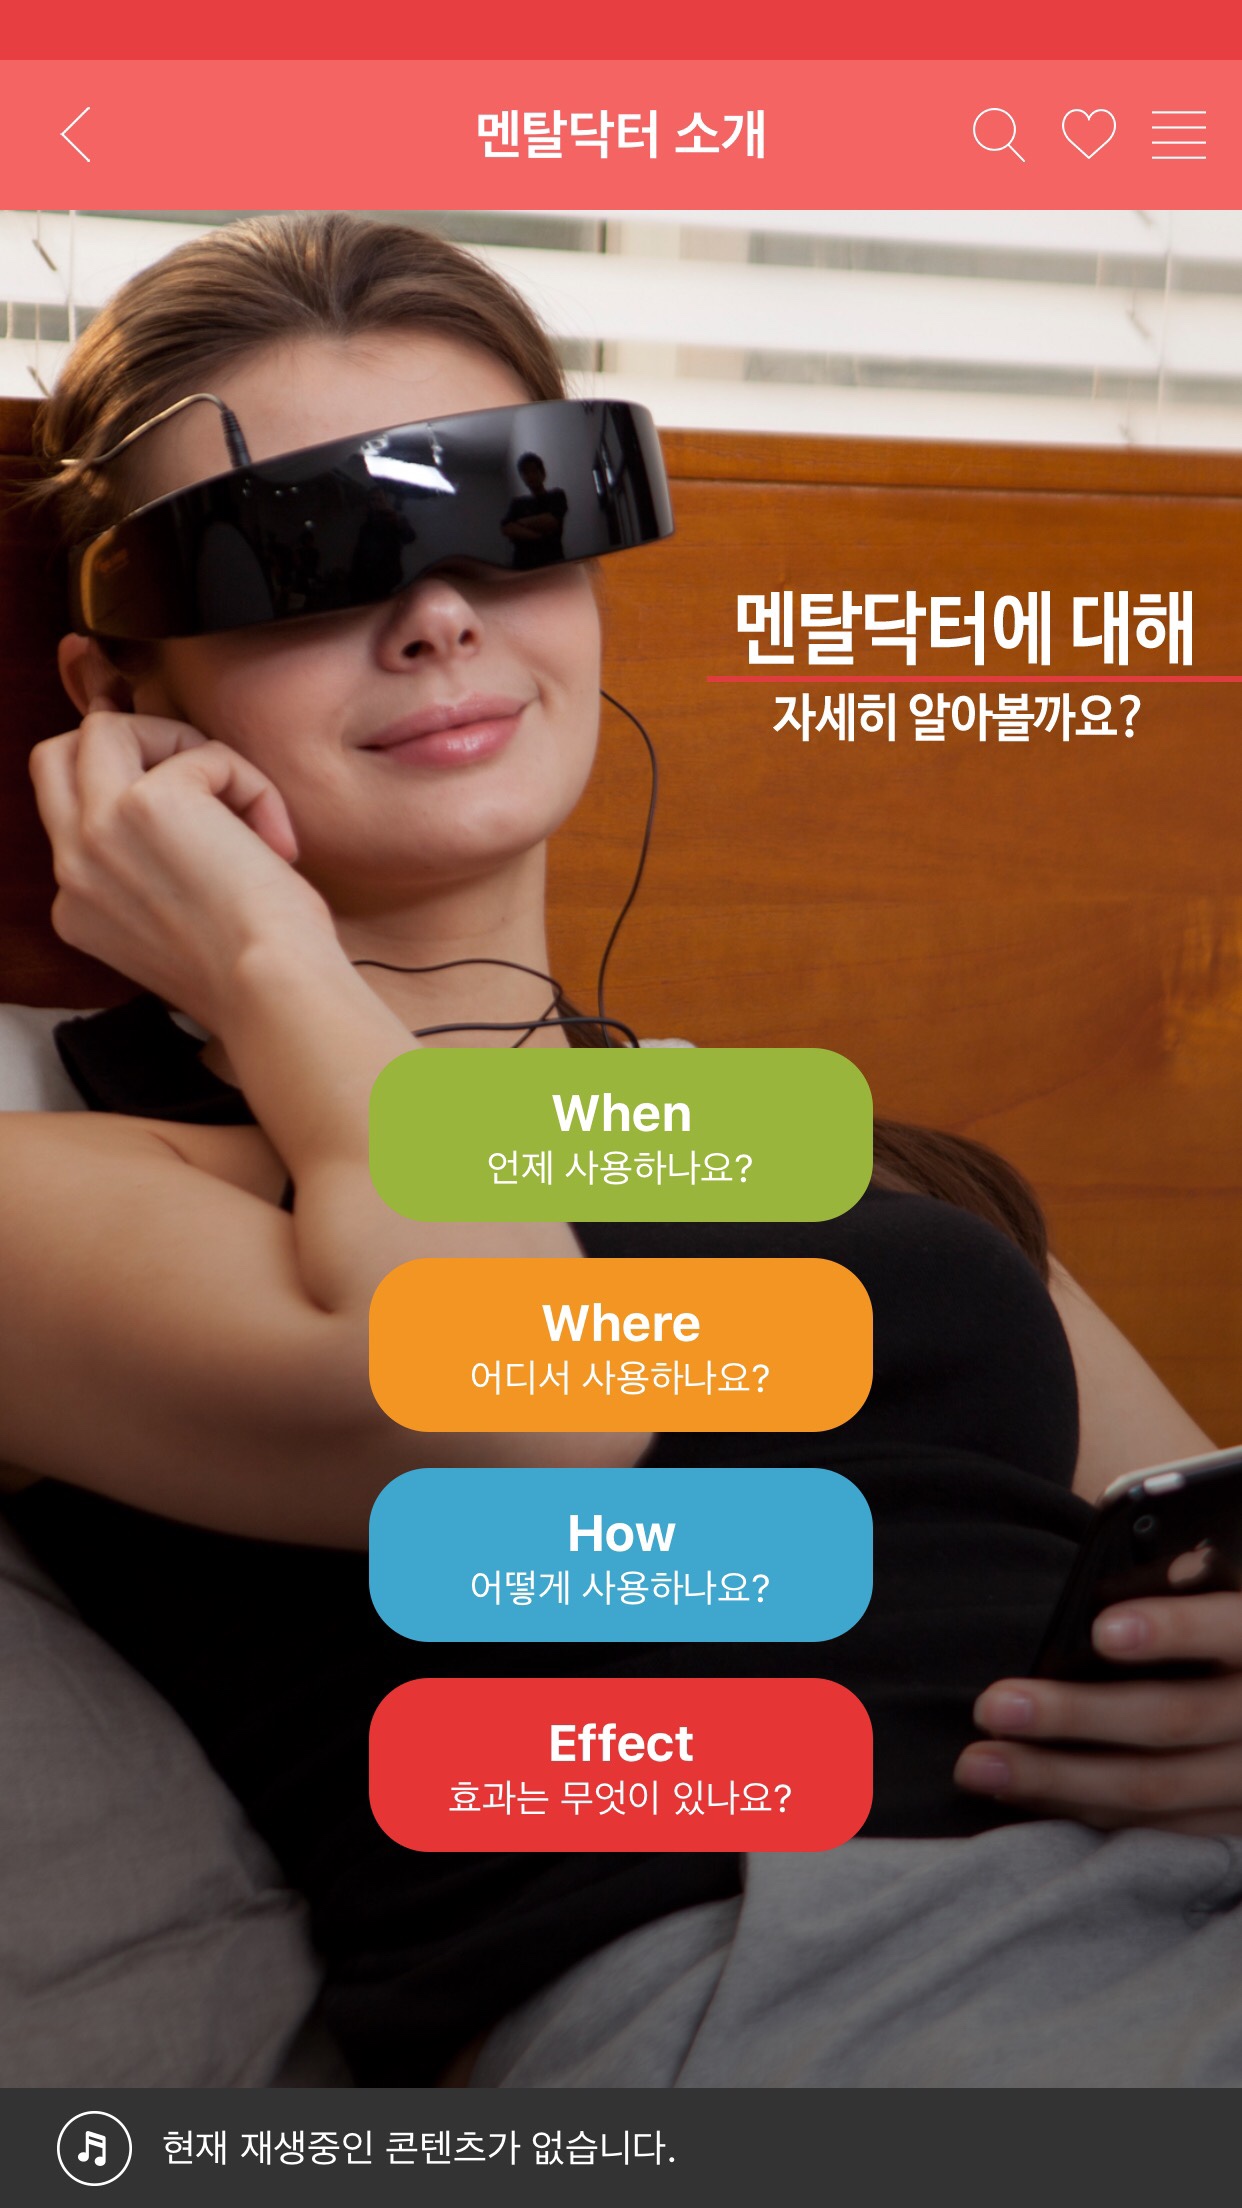 멘탈닥터 소개
멘탈닥터에 대해
자세히 알아볼까요?
When
언제 사용하나요?
Where
어디서 사용하나요?
How
어떻게 사용하나요?
Effect
효과는 무엇이 있나요?
현재 재생중인 콘텐츠가 없습니다.